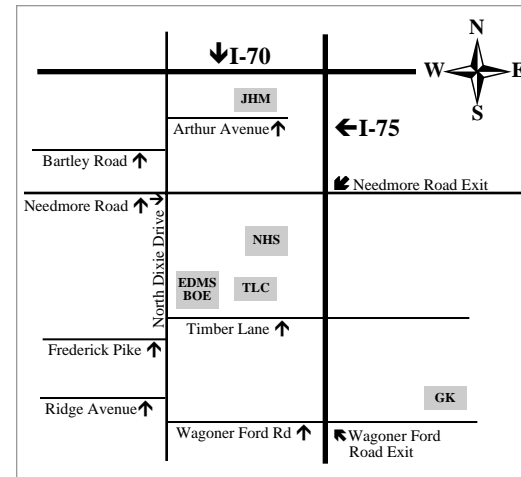 N
I-70
W
E
JHM
S
Arthur Avenue
I-75
Bartley Road
Needmore Road Exit
Needmore Road
North Dixie Drive
NHS
EDMS
BOE
TLC
Timber Lane
Frederick Pike
GK
Ridge Avenue
Wagoner Ford Rd
Wagoner Ford
Road Exit